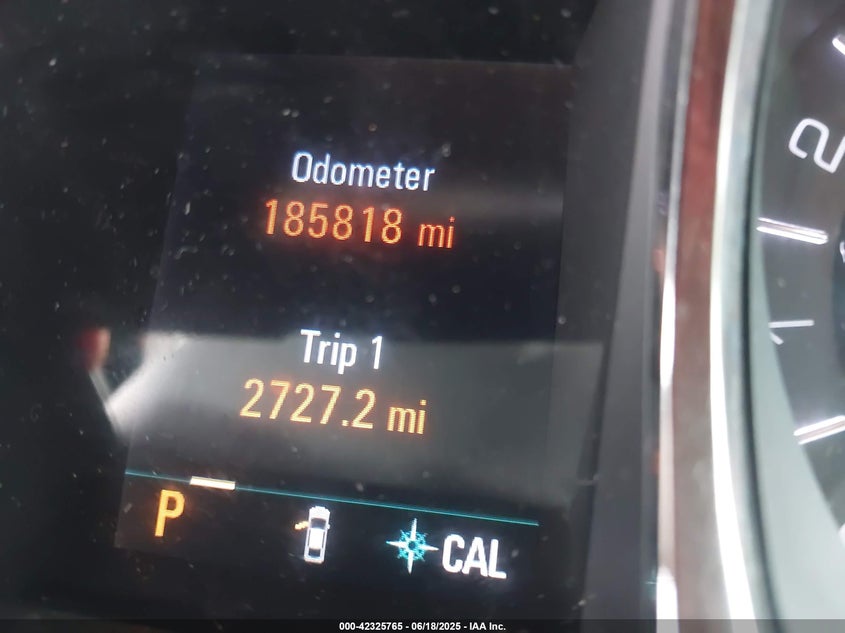 Odometer
185818 mi
Trip 1
2727.2 mi
P
CAL
2
000-42325765 - 06/18/2025 - IAA Inc.